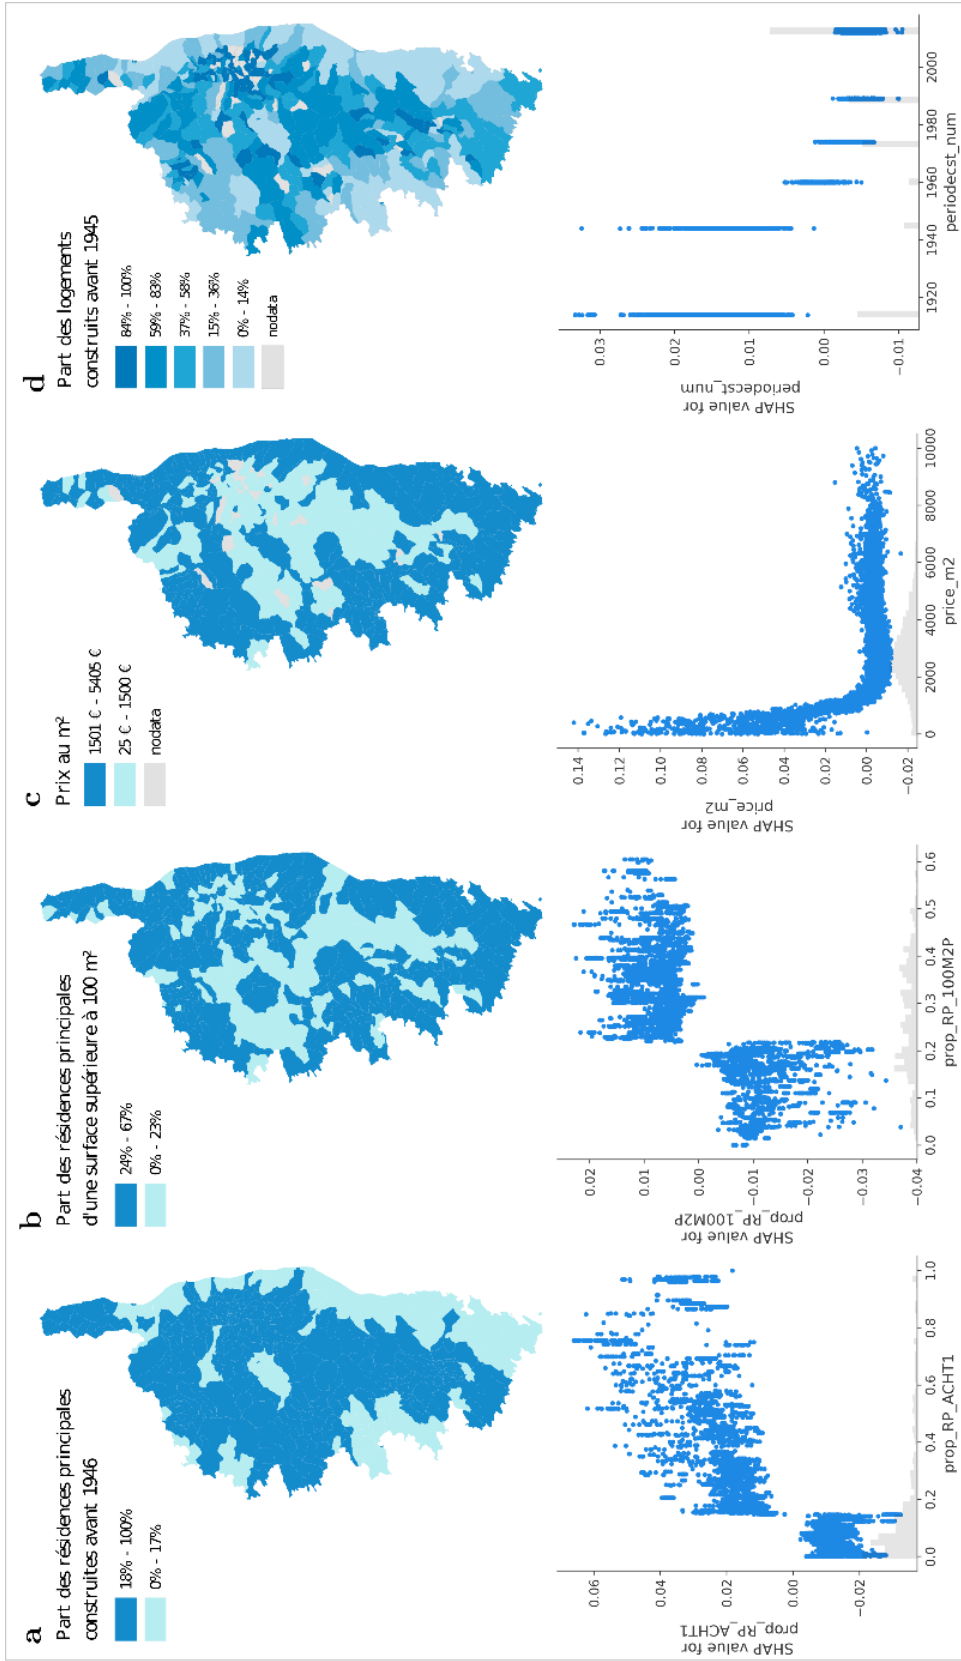 a
Part des résidences principales
construites avant 1946
18% - 100%
0% - 17%
SHAP value for
prop_RP_ACHT1
0.06
0.04
0.02
0.00
−0.02
0.0
0.2
0.4
0.6
0.8
1.0
prop_RP_ACHT1
b
Part des résidences principales
d'une surface supérieure à 100 m²
24% - 67%
0% - 23%
SHAP value for
prop_RP_100M2P
0.02
0.01
0.00
−0.01
−0.02
−0.03
−0.04
0.0
0.1
0.2
0.3
0.4
0.5
0.6
prop_RP_100M2P
c
Prix au m²
1501 € - 5405 €
25 € - 1500 €
nodata
SHAP value for
price_m2
0.14
0.12
0.10
0.08
0.06
0.04
0.02
0.00
−0.02
0
2000
4000
6000
8000
10000
price_m2
d
Part des logements
construits avant 1945
84% - 100%
59% - 83%
37% - 58%
15% - 36%
0% - 14%
nodata
SHAP value for
periodecst_num
0.03
0.02
0.01
0.00
−0.01
1920
1940
1960
1980
2000
periodecst_num